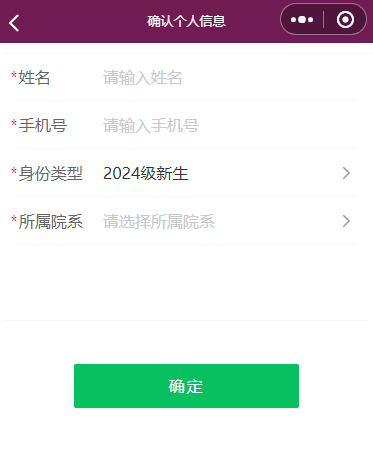 确认个人信息
*姓名 请输入姓名
*手机号 请输入手机号
*身份类型 2024级新生
*所属院系 请选择所属院系
确定